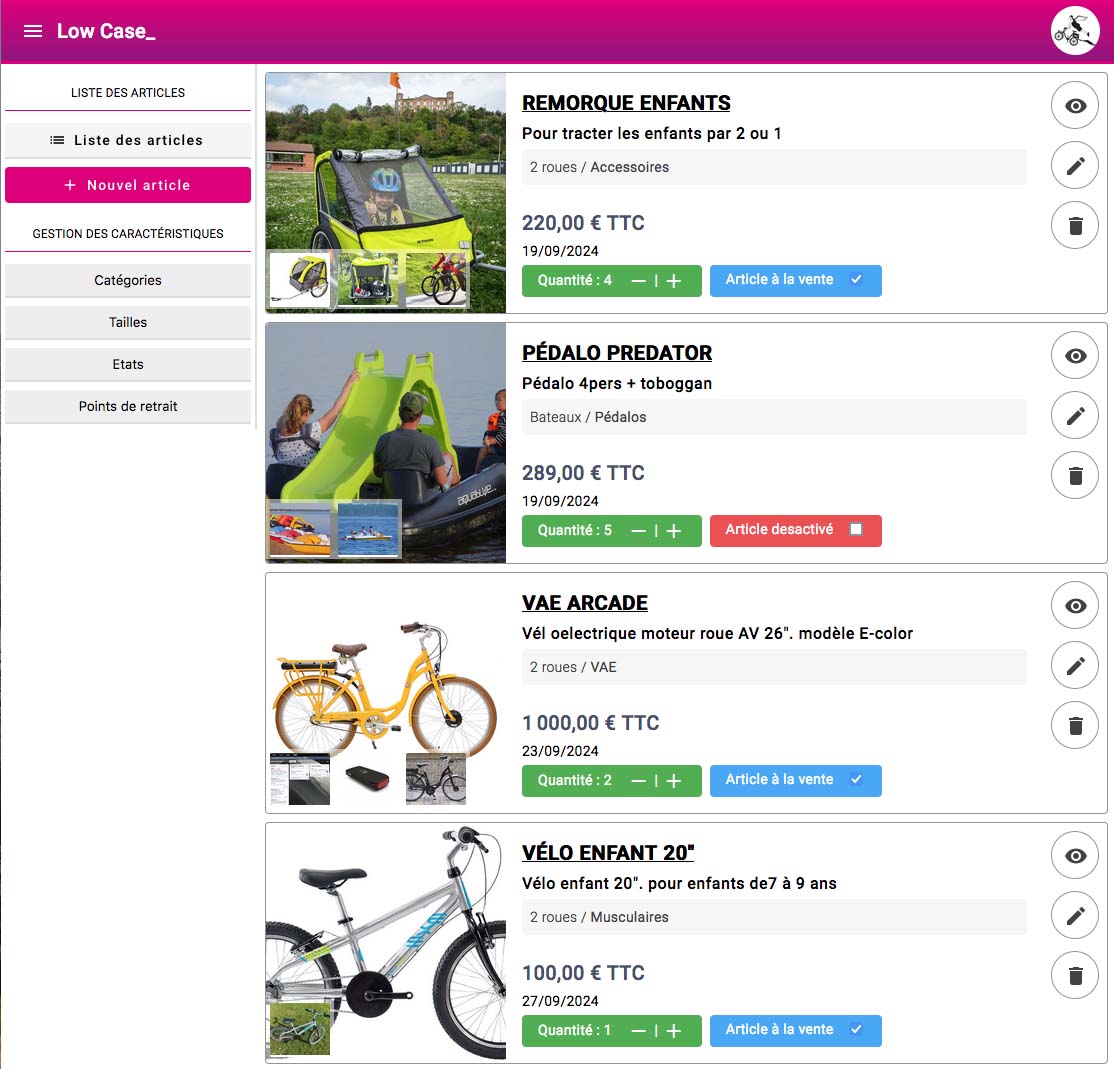 Low Case_
LISTE DES ARTICLES
Liste des articles
+ Nouvel article
GESTION DES CARACTÉRISTIQUES
Catégories
Tailles
Etats
Points de retrait
REMORQUE ENFANTS
Pour tracter les enfants par 2 ou 1
2 roues / Accessoires
220,00 € TTC
19/09/2024
Quantité : 4 — | +
Article à la vente
PÉDALO PREDATOR
Pédalo 4pers + toboggan
Bateaux / Pédalos
289,00 € TTC
19/09/2024
Quantité : 5 — | +
Article desactivé
VAE ARCADE
Vél oelectrique moteur roue AV 26". modèle E-color
2 roues / VAE
1 000,00 € TTC
23/09/2024
Quantité : 2 — | +
Article à la vente
VÉLO ENFANT 20"
Vélo enfant 20". pour enfants de7 à 9 ans
2 roues / Musculaires
100,00 € TTC
27/09/2024
Quantité : 1 — | +
Article à la vente